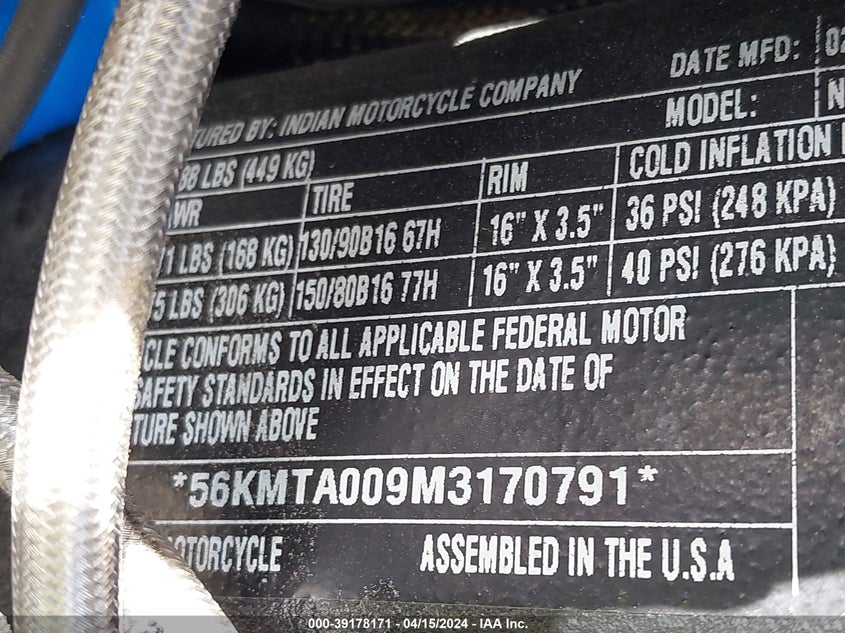 DATE MFD: 02
TURED BY: INDIAN MOTORCYCLE COMPANY
MODEL: N
88 LBS (449 KG)
WR TIRE RIM COLD INFLATION
71 LBS (168 KG) 130/90B16 67H 16" X 3.5" 36 PSI (248 KPA)
75 LBS (306 KG) 150/80B16 77H 16" X 3.5" 40 PSI (276 KPA)
ICLE CONFORMS TO ALL APPLICABLE FEDERAL MOTOR
SAFETY STANDARDS IN EFFECT ON THE DATE OF
TURE SHOWN ABOVE
*56KMTA009M3170791*
MOTORCYCLE ASSEMBLED IN THE U.S.A
000-39178171 - 04/15/2024 - IAA Inc.